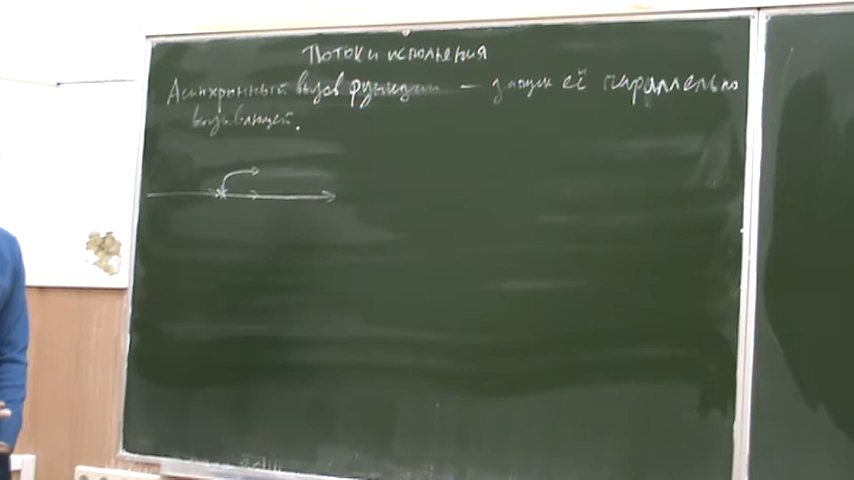 Потоки исполнения
Асинхронный вызов функции — запуск её параллельно
вызывающей.